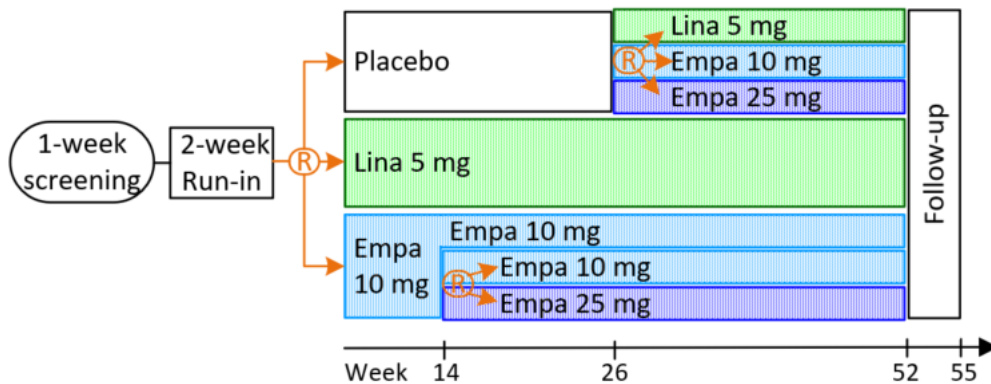 1-week
screening
2-week
Run-in
R
Placebo
R
Lina 5 mg
Empa 10 mg
Empa 25 mg
Lina 5 mg
Empa
10 mg
Empa 10 mg
R
Empa 10 mg
Empa 25 mg
Follow-up
Week 14 26 52 55